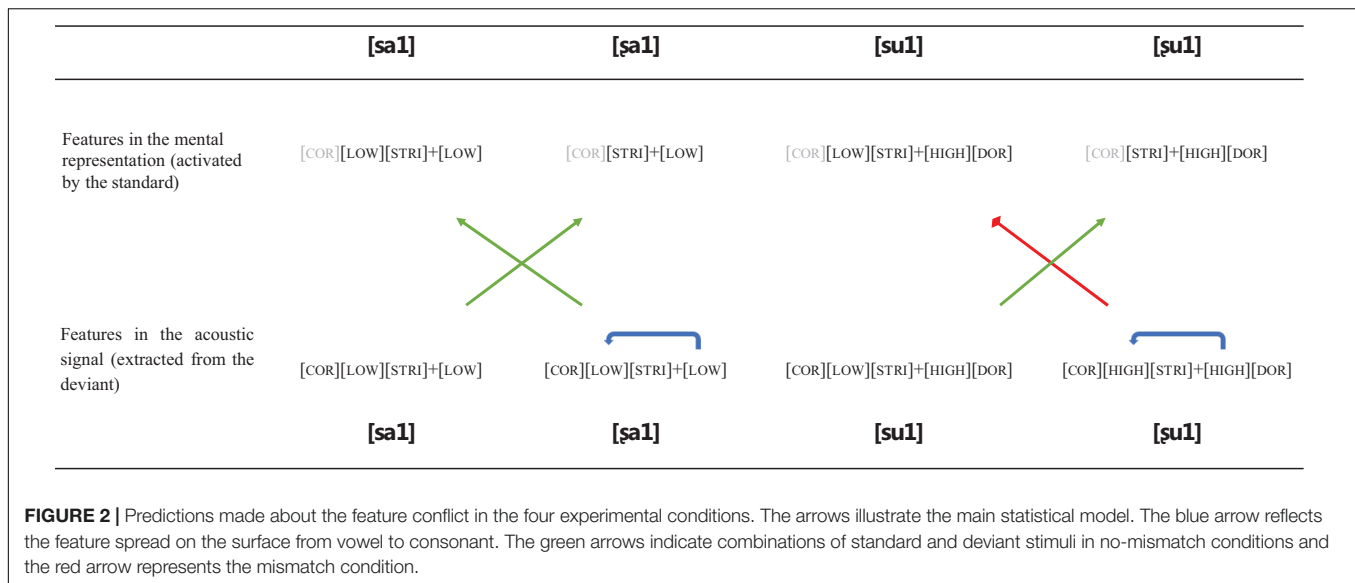 [sa1] [ʂa1] [su1] [ʂu1]
Features in the mental
representation (activated
by the standard)
[COR][LOW][STRI]+[LOW] [COR][STRI]+[LOW] [COR][LOW][STRI]+[HIGH][DOR] [COR][STRI]+[HIGH][DOR]
Features in the acoustic
signal (extracted from the
deviant)
[COR][LOW][STRI]+[LOW] [COR][LOW][STRI]+[LOW] [COR][LOW][STRI]+[HIGH][DOR] [COR][HIGH][STRI]+[HIGH][DOR]
[sa1] [ʂa1] [su1] [ʂu1]
FIGURE 2 | Predictions made about the feature conflict in the four experimental conditions. The arrows illustrate the main statistical model. The blue arrow reflects
the feature spread on the surface from vowel to consonant. The green arrows indicate combinations of standard and deviant stimuli in no-mismatch conditions and
the red arrow represents the mismatch condition.